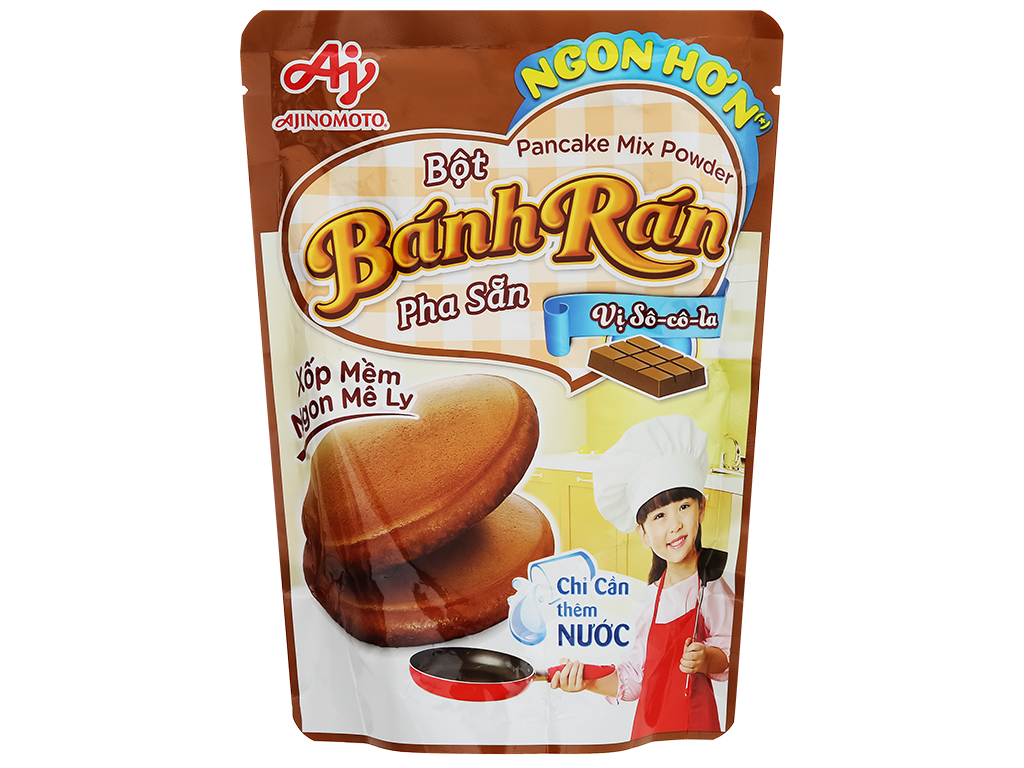 Aj
AJINOMOTO®
NGON HƠN(+)
Pancake Mix Powder
Bột
Bánh Rán
Pha Sẵn
Vị Sô-cô-la
Xốp Mềm
Ngon Mê Ly
Chỉ Cần
thêm
NƯỚC